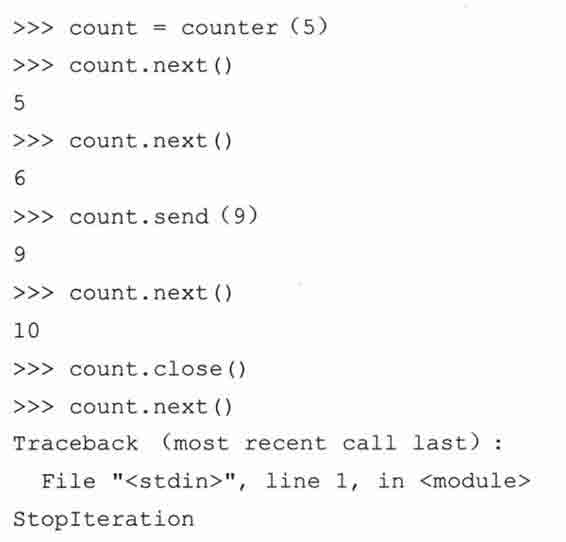 >>> count = counter (5)
>>> count.next()
5
>>> count.next()
6
>>> count.send (9)
9
>>> count.next()
10
>>> count.close()
>>> count.next()
Traceback (most recent call last) :
  File "<stdin>", line 1, in <module>
StopIteration